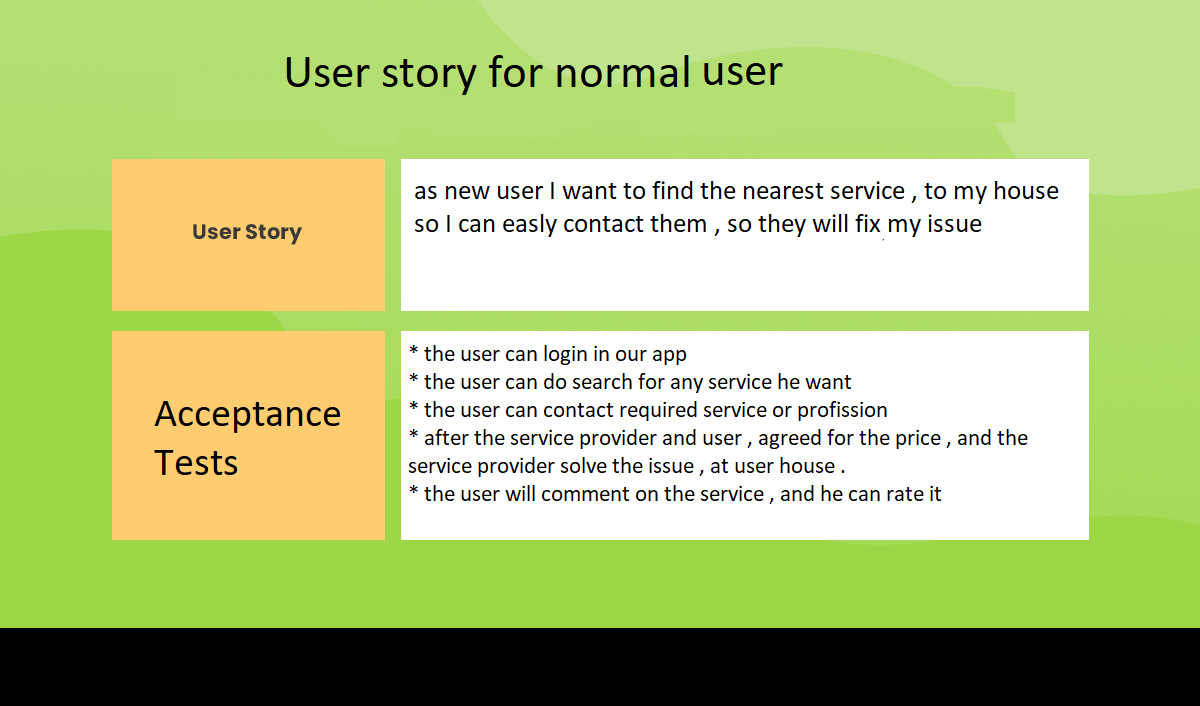 User story for normal user
User Story
as new user I want to find the nearest service , to my house
so I can easly contact them , so they will fix my issue
Acceptance
Tests
* the user can login in our app
* the user can do search for any service he want
* the user can contact required service or profission
* after the service provider and user , agreed for the price , and the
service provider solve the issue , at user house .
* the user will comment on the service , and he can rate it